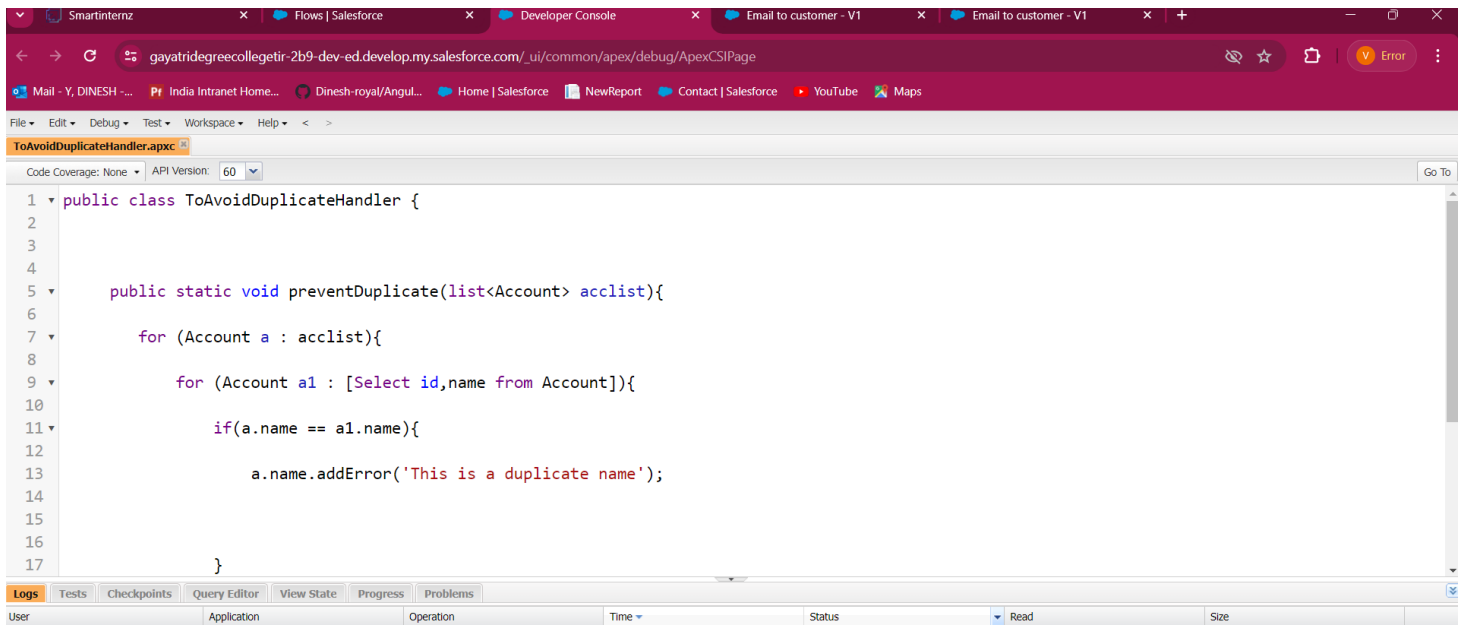 Smartinternz
Flows | Salesforce
Developer Console
Email to customer - V1
Email to customer - V1
gayatridegreecollegetir-2b9-dev-ed.develop.my.salesforce.com/_ui/common/apex/debug/ApexCSIPage
V Error
Mail - Y, DINESH -... Pf India Intranet Home... Dinesh-royal/Angul... Home | Salesforce NewReport Contact | Salesforce YouTube Maps
File Edit Debug Test Workspace Help < >
ToAvoidDuplicateHandler.apxc
Code Coverage: None API Version: 60 Go To
1 public class ToAvoidDuplicateHandler {
2
3
4
5 public static void preventDuplicate(list<Account> acclist){
6
7 for (Account a : acclist){
8
9 for (Account a1 : [Select id,name from Account]){
10
11 if(a.name == a1.name){
12
13 a.name.addError('This is a duplicate name');
14
15
16
17 }
Logs Tests Checkpoints Query Editor View State Progress Problems
User Application Operation Time Status Read Size